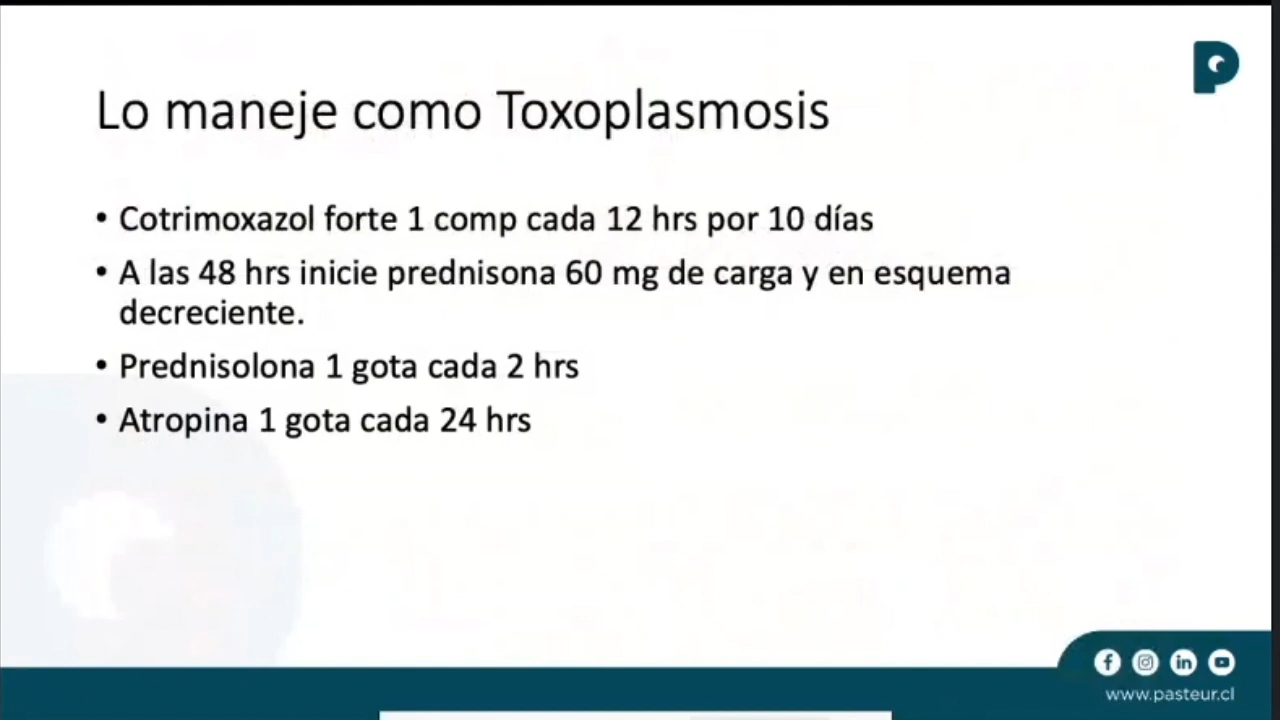 Lo maneje como Toxoplasmosis
• Cotrimoxazol forte 1 comp cada 12 hrs por 10 días
• A las 48 hrs inicie prednisona 60 mg de carga y en esquema
decreciente.
• Prednisolona 1 gota cada 2 hrs
• Atropina 1 gota cada 24 hrs
www.pasteur.cl